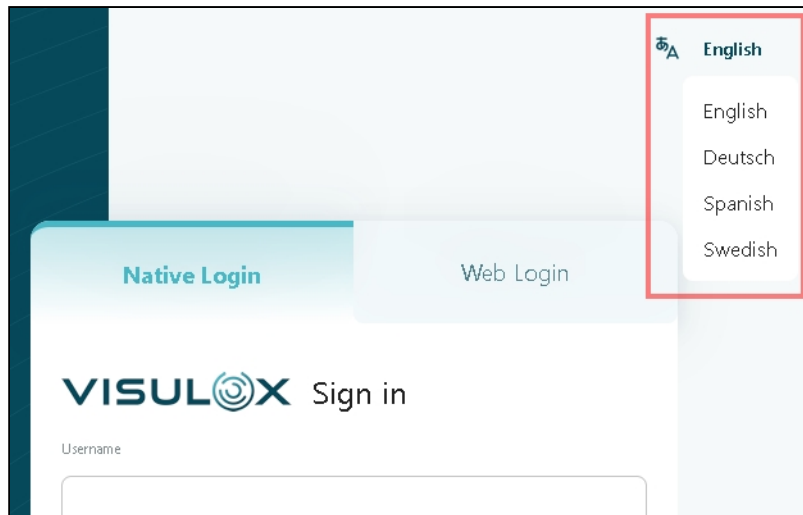 あA English
English
Deutsch
Spanish
Swedish
Native Login
Web Login
VISULOX Sign in
Username